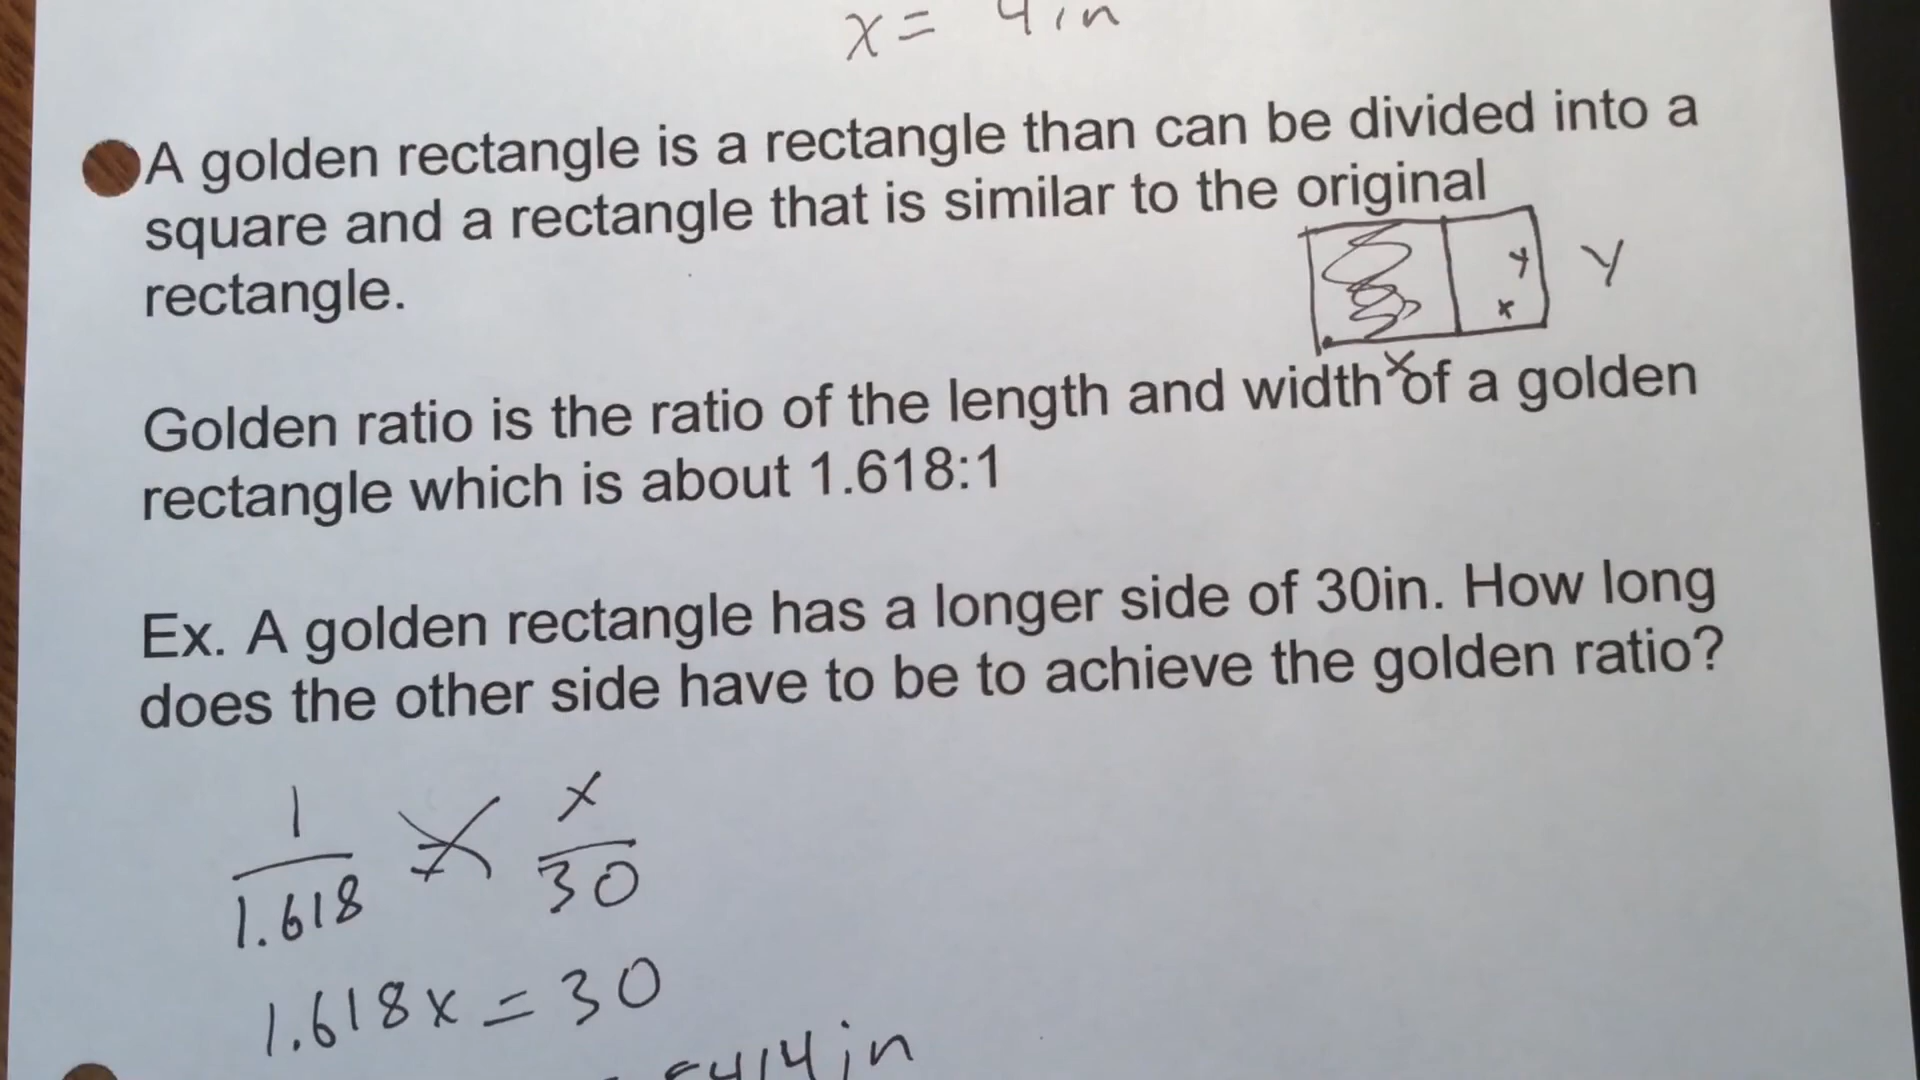 x = 4in
A golden rectangle is a rectangle than can be divided into a
square and a rectangle that is similar to the original
rectangle.
y Y
x
x
Golden ratio is the ratio of the length and width of a golden
rectangle which is about 1.618:1
Ex. A golden rectangle has a longer side of 30in. How long
does the other side have to be to achieve the golden ratio?
1 x
= 
1.618 30
1.618x = 30
in